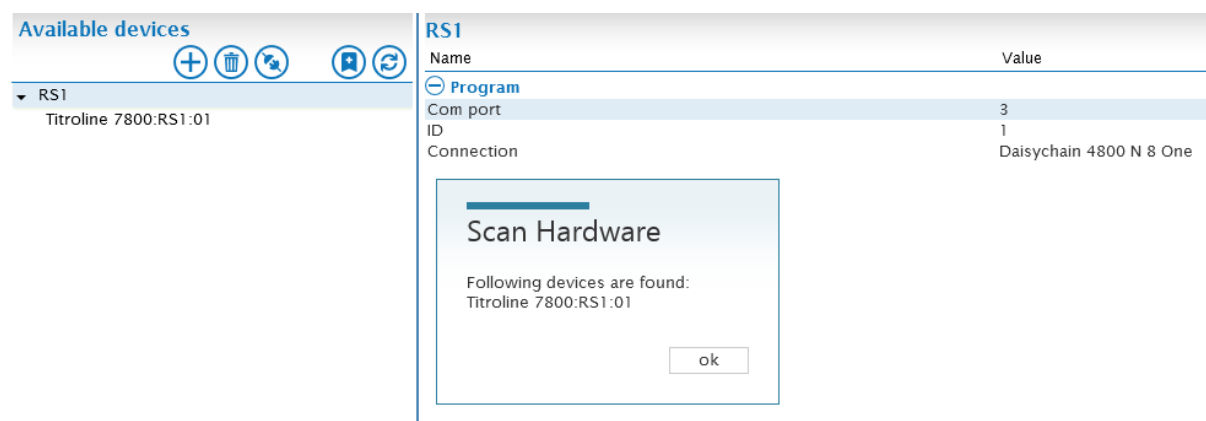 Available devices
RS1
Titroline 7800:RS1:01
RS1
Name Value
Program
Com port 3
ID 1
Connection Daisychain 4800 N 8 One
Scan Hardware
Following devices are found:
Titroline 7800:RS1:01
ok